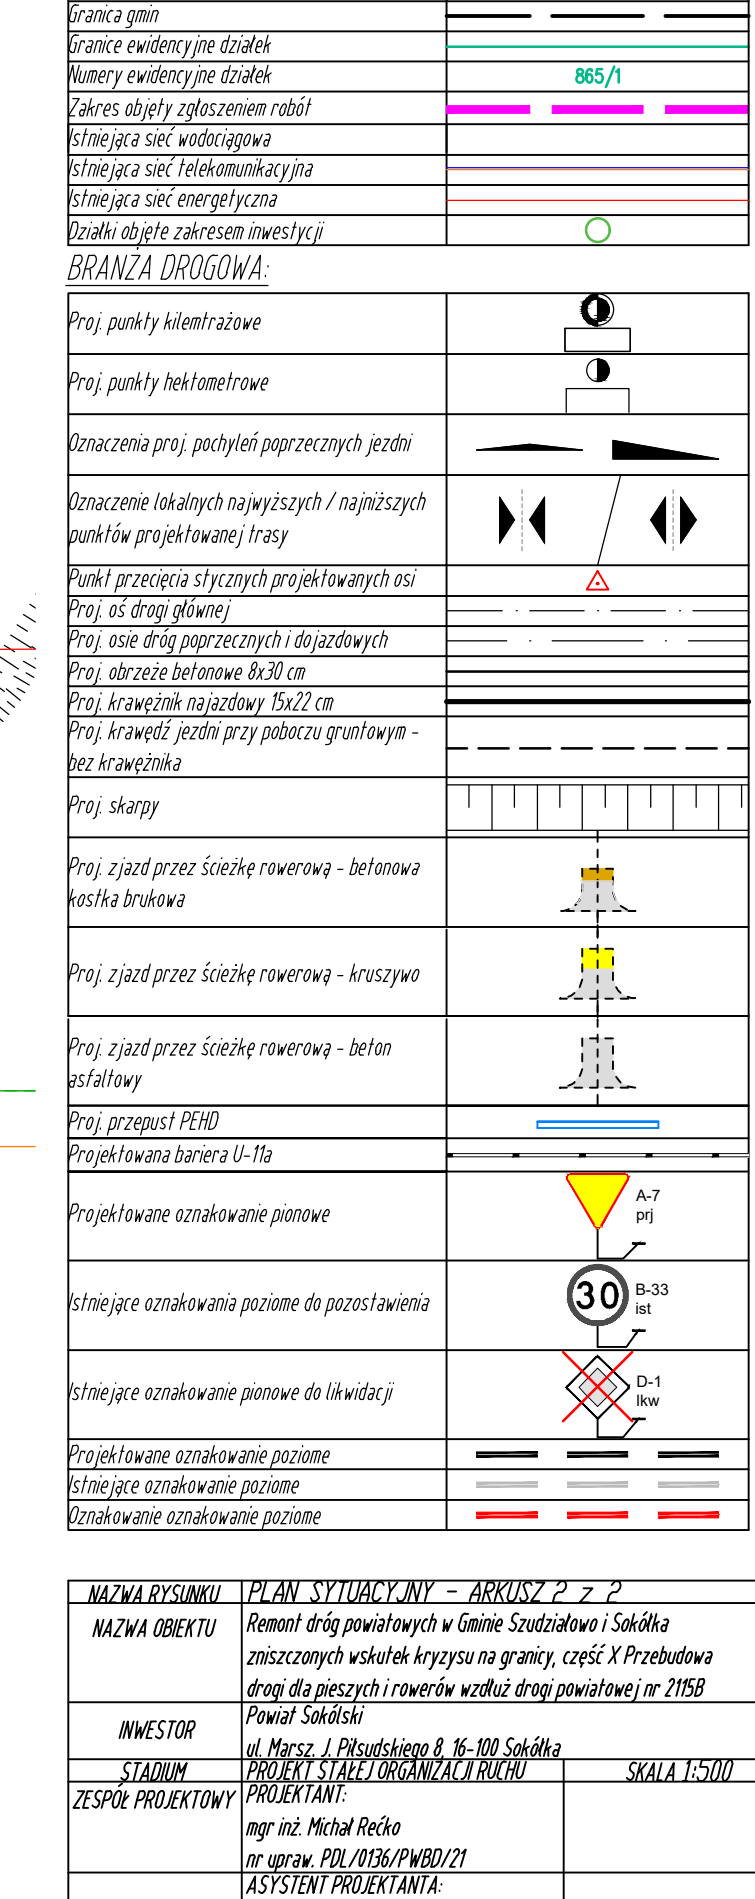 Granica gmin
Granice ewidencyjne działek
Numery ewidencyjne działek
865/1
Zakres objęty zgłoszeniem robót
Istniejąca sieć wodociągowa
Istniejąca sieć telekomunikacyjna
Istniejąca sieć energetyczna
Działki objęte zakresem inwestycji
BRANŻA DROGOWA:
Proj. punkty kilemtrażowe
Proj. punkty hektometrowe
Oznaczenia proj. pochyleń poprzecznych jezdni
Oznaczenie lokalnych najwyższych / najniższych
punktów projektowanej trasy
Punkt przecięcia stycznych projektowanych osi
Proj. oś drogi głównej
Proj. osie dróg poprzecznych i dojazdowych
Proj. obrzeże betonowe 8x30 cm
Proj. krawężnik najazdowy 15x22 cm
Proj. krawędź jezdni przy poboczu gruntowym -
bez krawężnika
Proj. skarpy
Proj. zjazd przez ścieżkę rowerową - betonowa
kostka brukowa
Proj. zjazd przez ścieżkę rowerową - kruszywo
Proj. zjazd przez ścieżkę rowerową - beton
asfaltowy
Proj. przepust PEHD
Projektowana bariera U-11a
Projektowane oznakowanie pionowe
A-7
prj
Istniejące oznakowania poziome do pozostawienia
30
B-33
ist
Istniejące oznakowanie pionowe do likwidacji
D-1
lkw
Projektowane oznakowanie poziome
Istniejące oznakowanie poziome
Oznakowanie oznakowanie poziome
NAZWA RYSUNKU PLAN SYTUACYJNY - ARKUSZ 2 z 2
NAZWA OBIEKTU Remont dróg powiatowych w Gminie Szudziałowo i Sokółka
zniszczonych wskutek kryzysu na granicy, część X Przebudowa
drogi dla pieszych i rowerów wzdłuż drogi powiatowej nr 2115B
INWESTOR Powiat Sokólski
ul. Marsz. J. Piłsudskiego 8, 16-100 Sokółka
STADIUM PROJEKT STAŁEJ ORGANIZACJI RUCHU SKALA 1:500
ZESPÓŁ PROJEKTOWY PROJEKTANT:
mgr inż. Michał Rećko
nr upraw. PDL/0136/PWBD/21
ASYSTENT PROJEKTANTA: